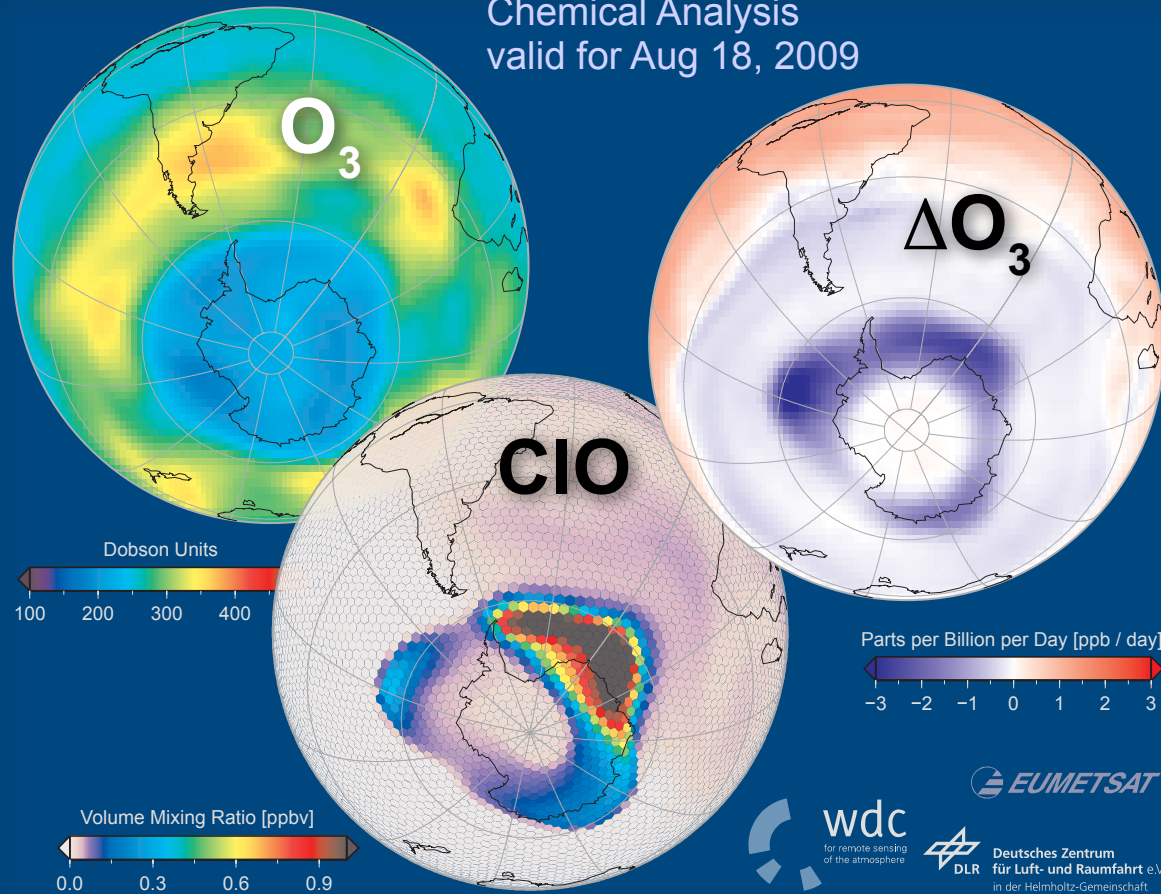 Chemical Analysis
valid for Aug 18, 2009
O3
ΔO3
ClO
Dobson Units
100 200 300 400
Parts per Billion per Day [ppb / day]
−3 −2 −1 0 1 2 3
Volume Mixing Ratio [ppbv]
0.0 0.3 0.6 0.9
EUMETSAT
wdc
for remote sensing
of the atmosphere
DLR
Deutsches Zentrum
für Luft- und Raumfahrt e.V.
in der Helmholtz-Gemeinschaft